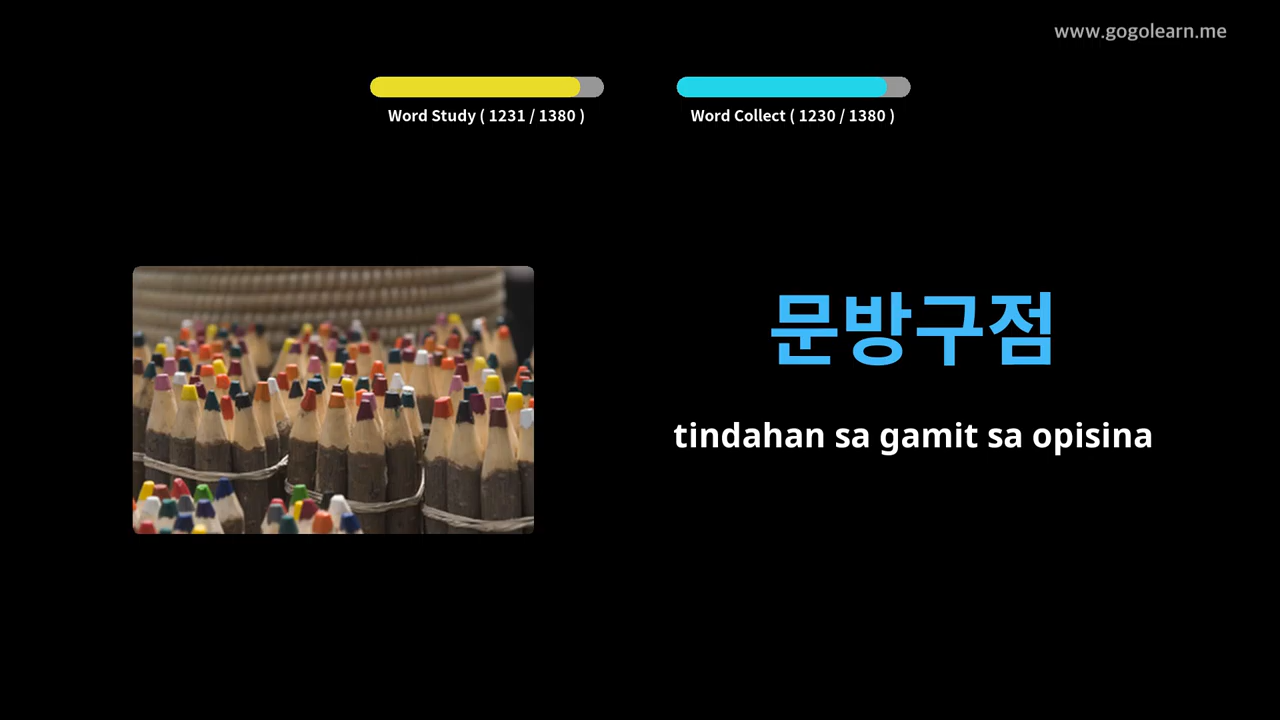 www.gogolearn.me
Word Study ( 1231 / 1380 )
Word Collect ( 1230 / 1380 )
문방구점
tindahan sa gamit sa opisina